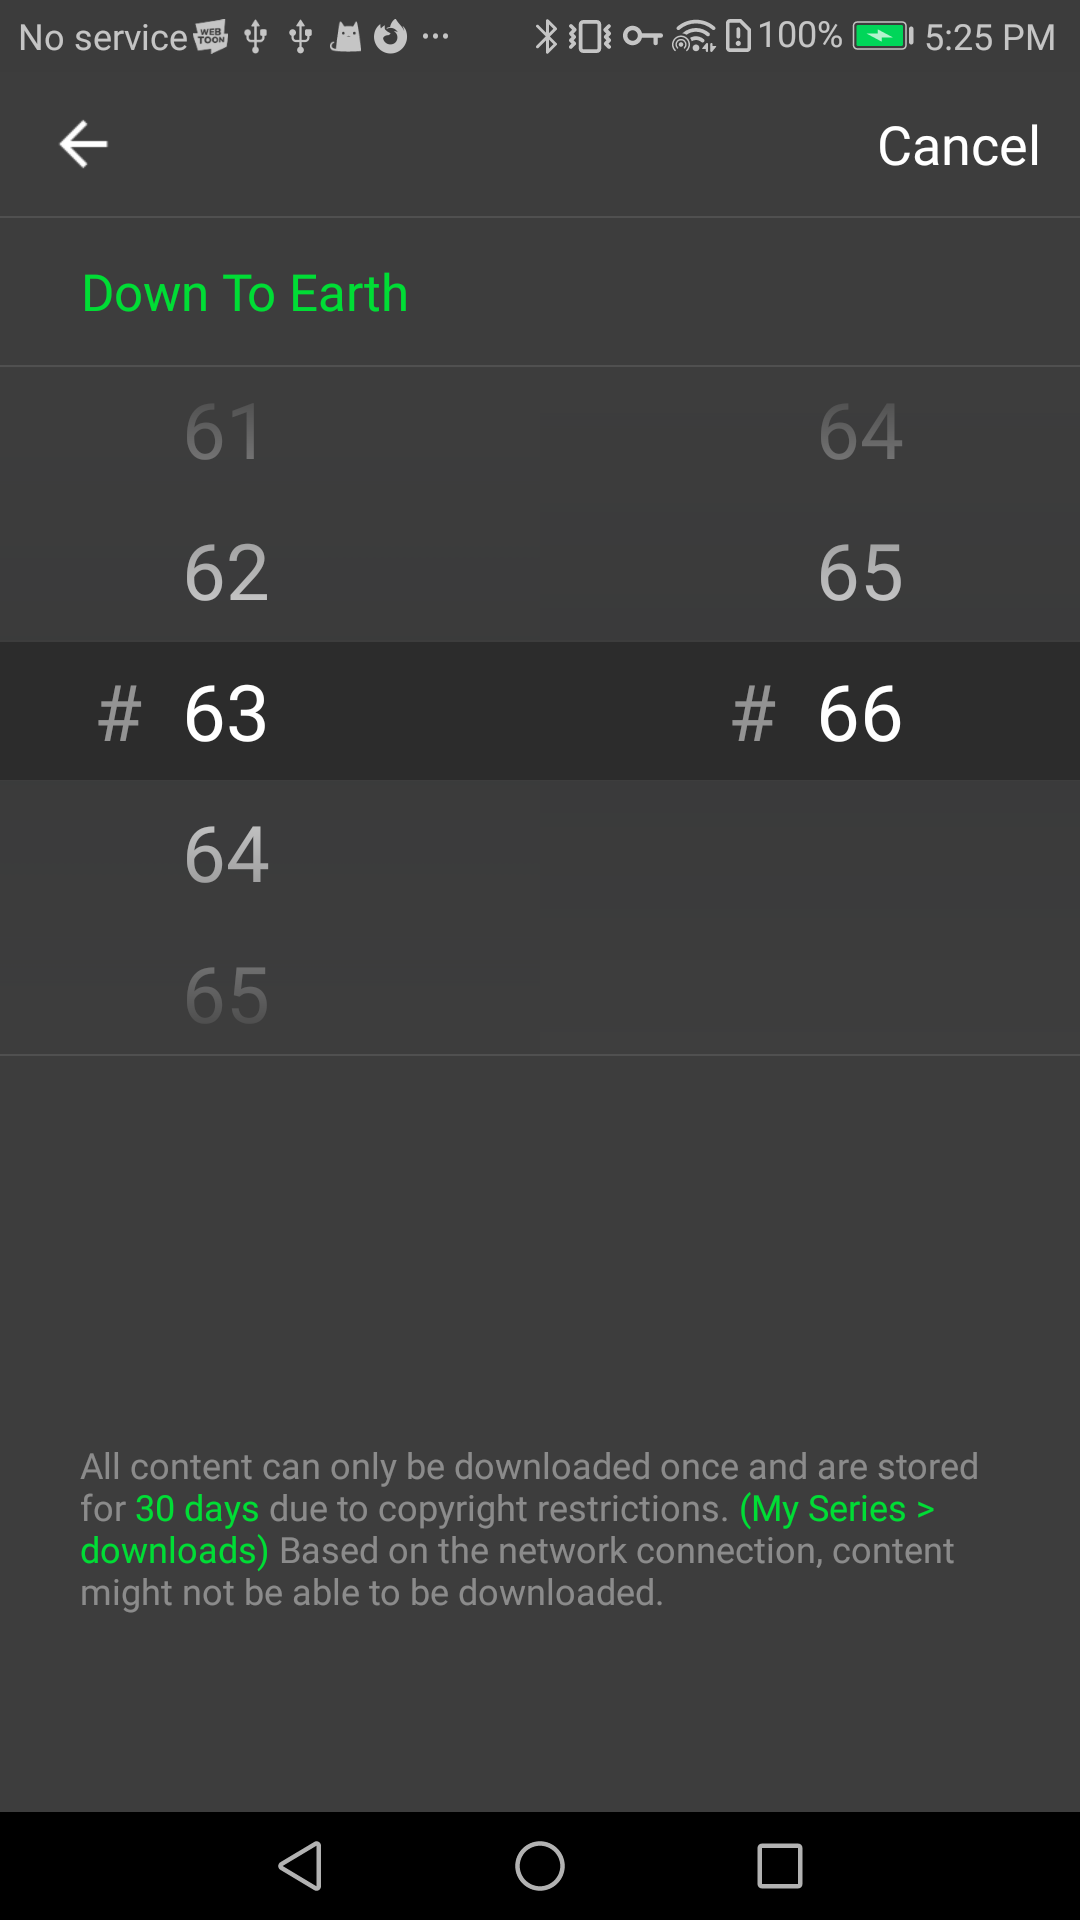 No service WEB TOON 100% 5:25 PM
Cancel
Down To Earth
61 64
62 65
# 63 # 66
64
65
All content can only be downloaded once and are stored
for 30 days due to copyright restrictions. (My Series >
downloads) Based on the network connection, content
might not be able to be downloaded.